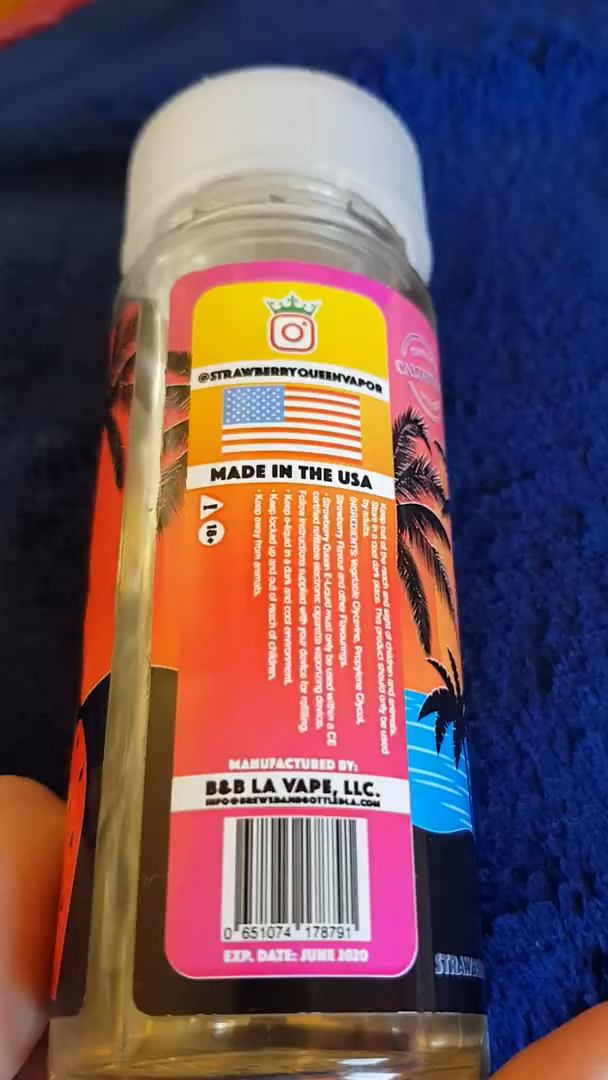 @STRAWBERRYQUEENVAPOR
MADE IN THE USA
Keep out of the reach and sight of children and animals.
Store in a cool dark place. This product should only be used
by adults.
INGREDIENTS: Vegetable Glycerine, Propylene Glycol,
Strawberry Flavour and other Flavourings.
• Strawberry Queen E-Liquid must only be used within a CE
certified refillable electronic cigarette vaporizing device.
Follow instructions supplied with your device for refilling.
• Keep e-liquid in a dark and cool environment.
• Keep locked up and out of reach of children.
• Keep away from animals.
!
18+
MANUFACTURED BY:
B&B LA VAPE, LLC.
INFO@BREWEDANDBOTTLEDLA.COM
0 651074 178791
EXP. DATE: JUNE 2020